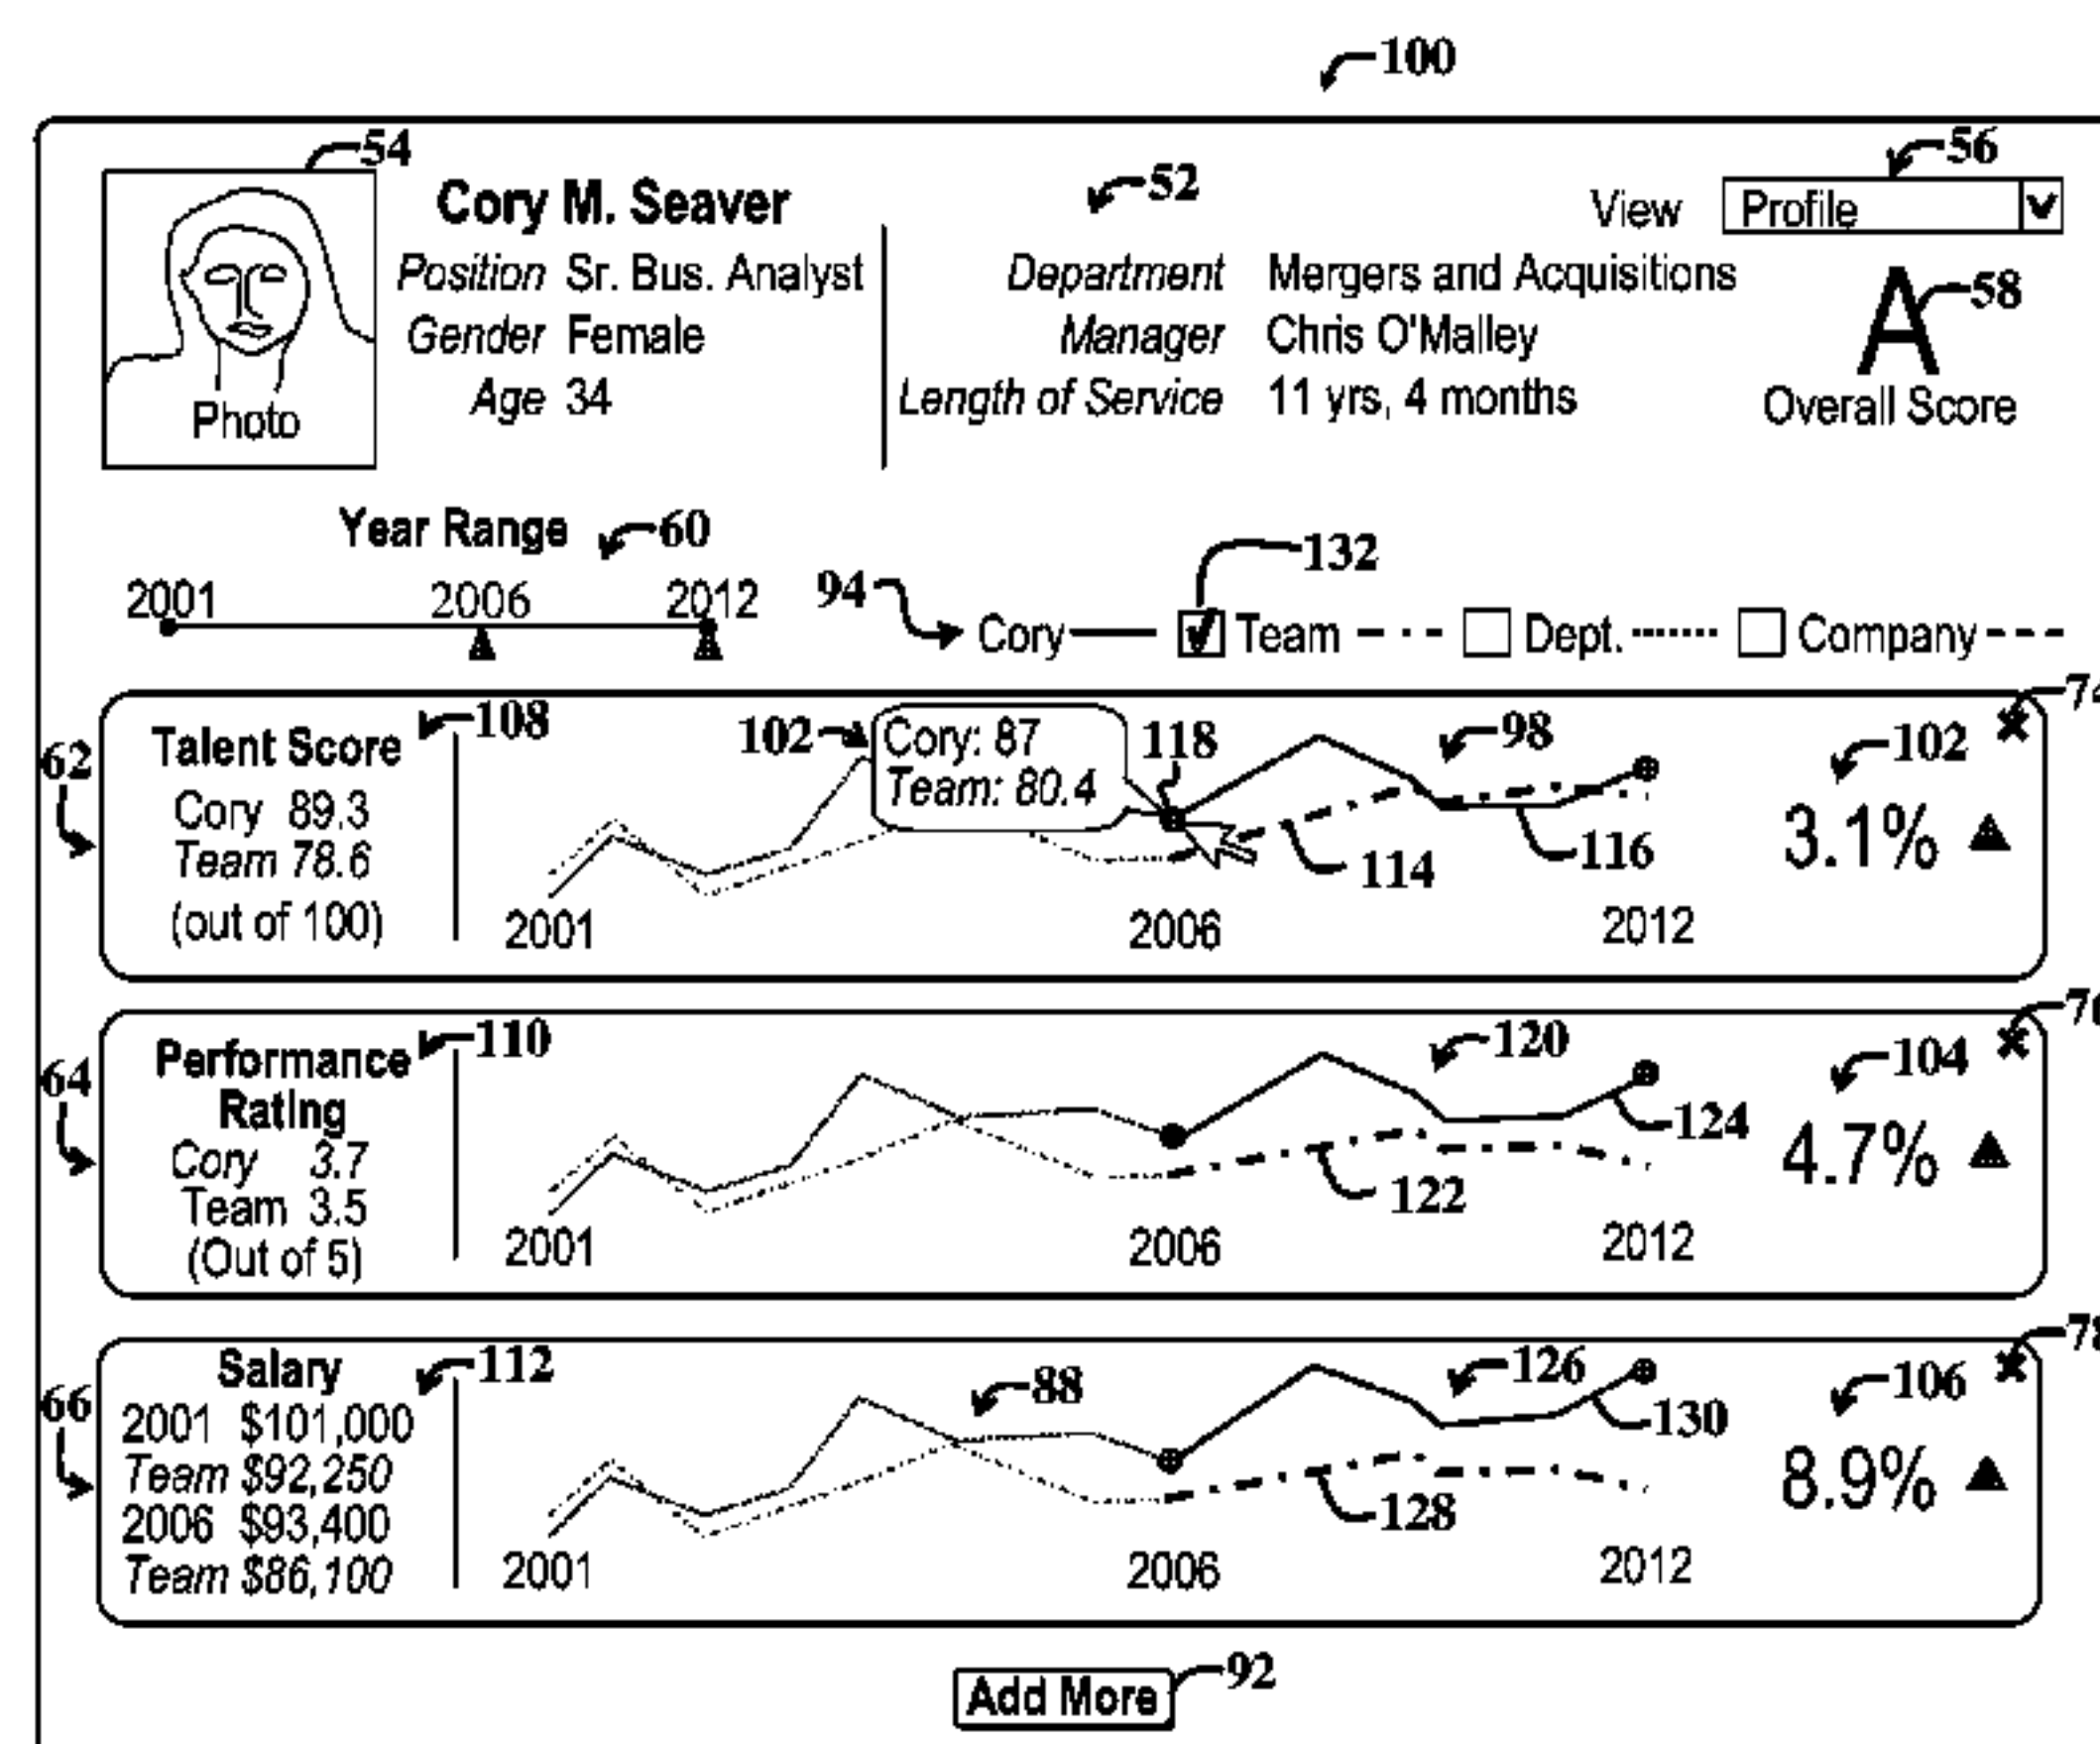 100
54
Cory M. Seaver
52
56
View Profile
Position Sr. Bus. Analyst
Department Mergers and Acquisitions
58
A
Gender Female
Manager Chris O'Malley
Age 34
Length of Service 11 yrs, 4 months
Overall Score
Photo
Year Range
60
132
2001 2006 2012
94
Cory Team Dept. Company
62
Talent Score
108
Cory 89.3
Team 78.6
(out of 100)
102
Cory: 87
Team: 80.4
118
98
102
114
116
3.1%
2001 2006 2012
64
Performance
Rating
110
Cory 3.7
Team 3.5
(Out of 5)
120
104
124
122
4.7%
2001 2006 2012
66
Salary
112
2001 $101,000
Team $92,250
2006 $93,400
Team $86,100
88
126
106
130
128
8.9%
2001 2006 2012
Add More
92